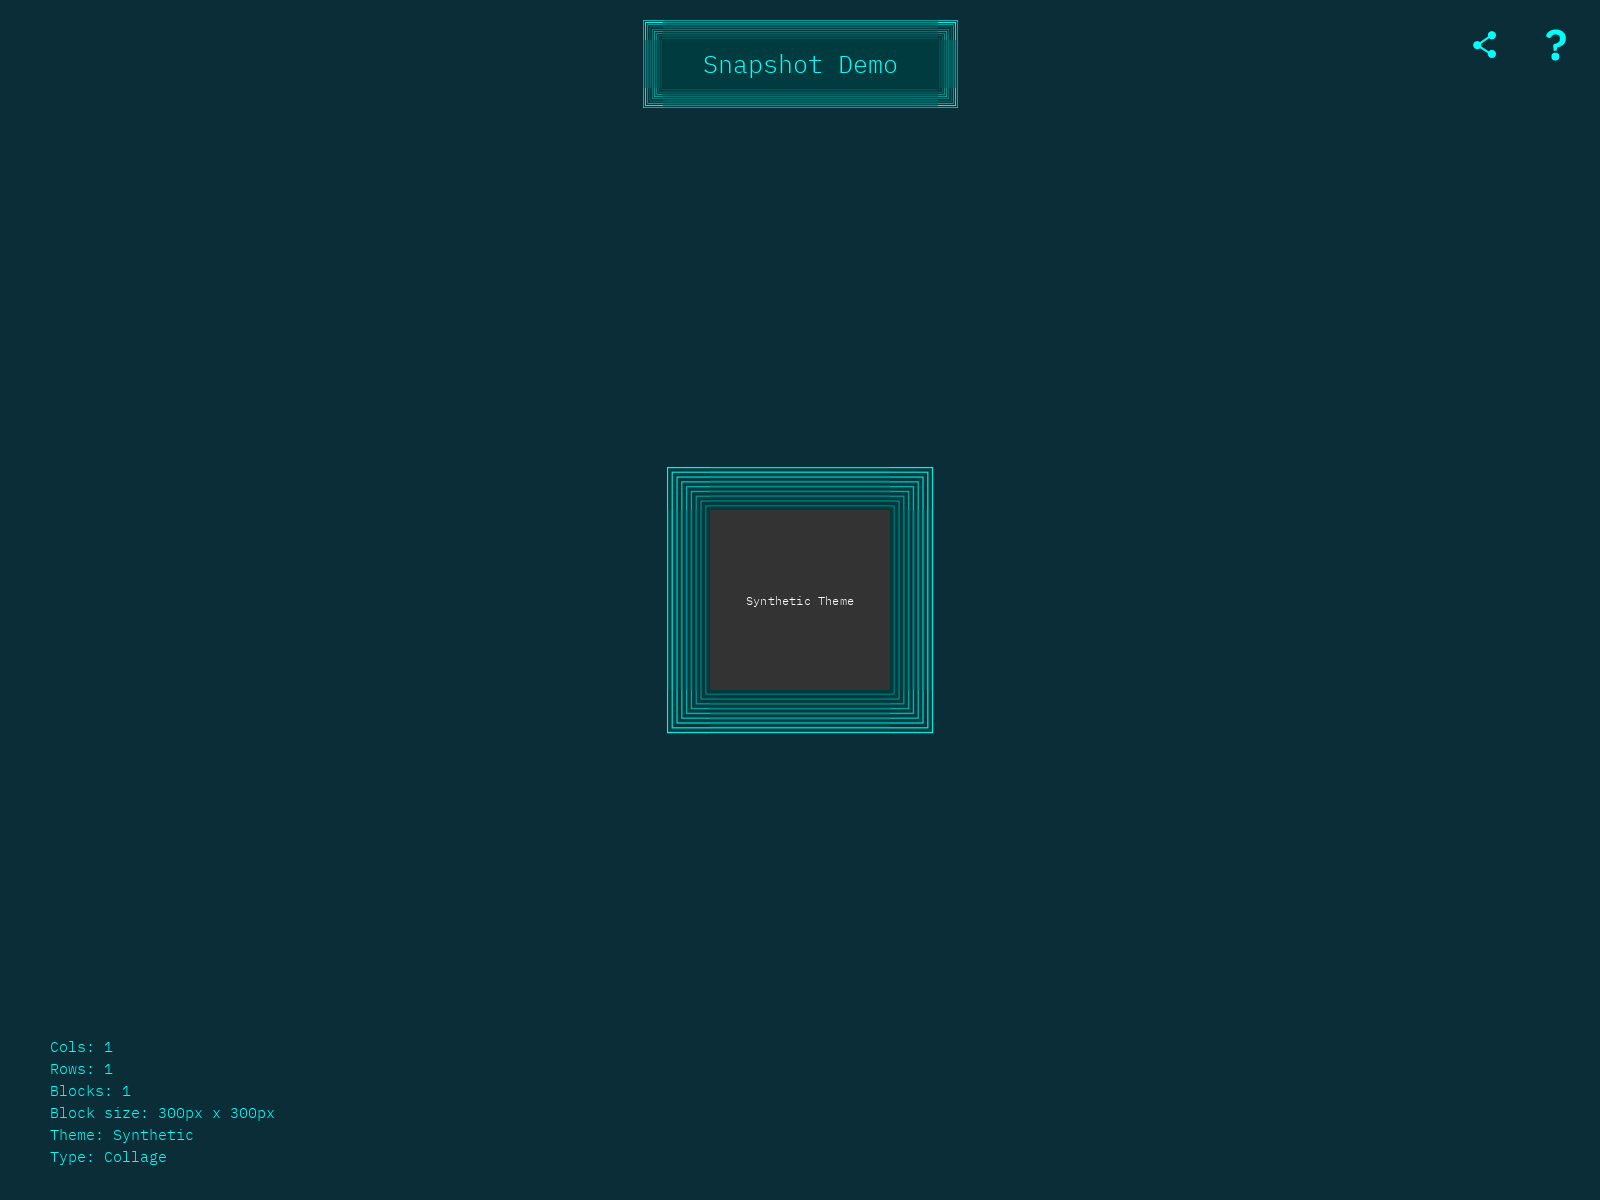 Snapshot Demo
Synthetic Theme
Cols: 1
Rows: 1
Blocks: 1
Block size: 300px x 300px
Theme: Synthetic
Type: Collage